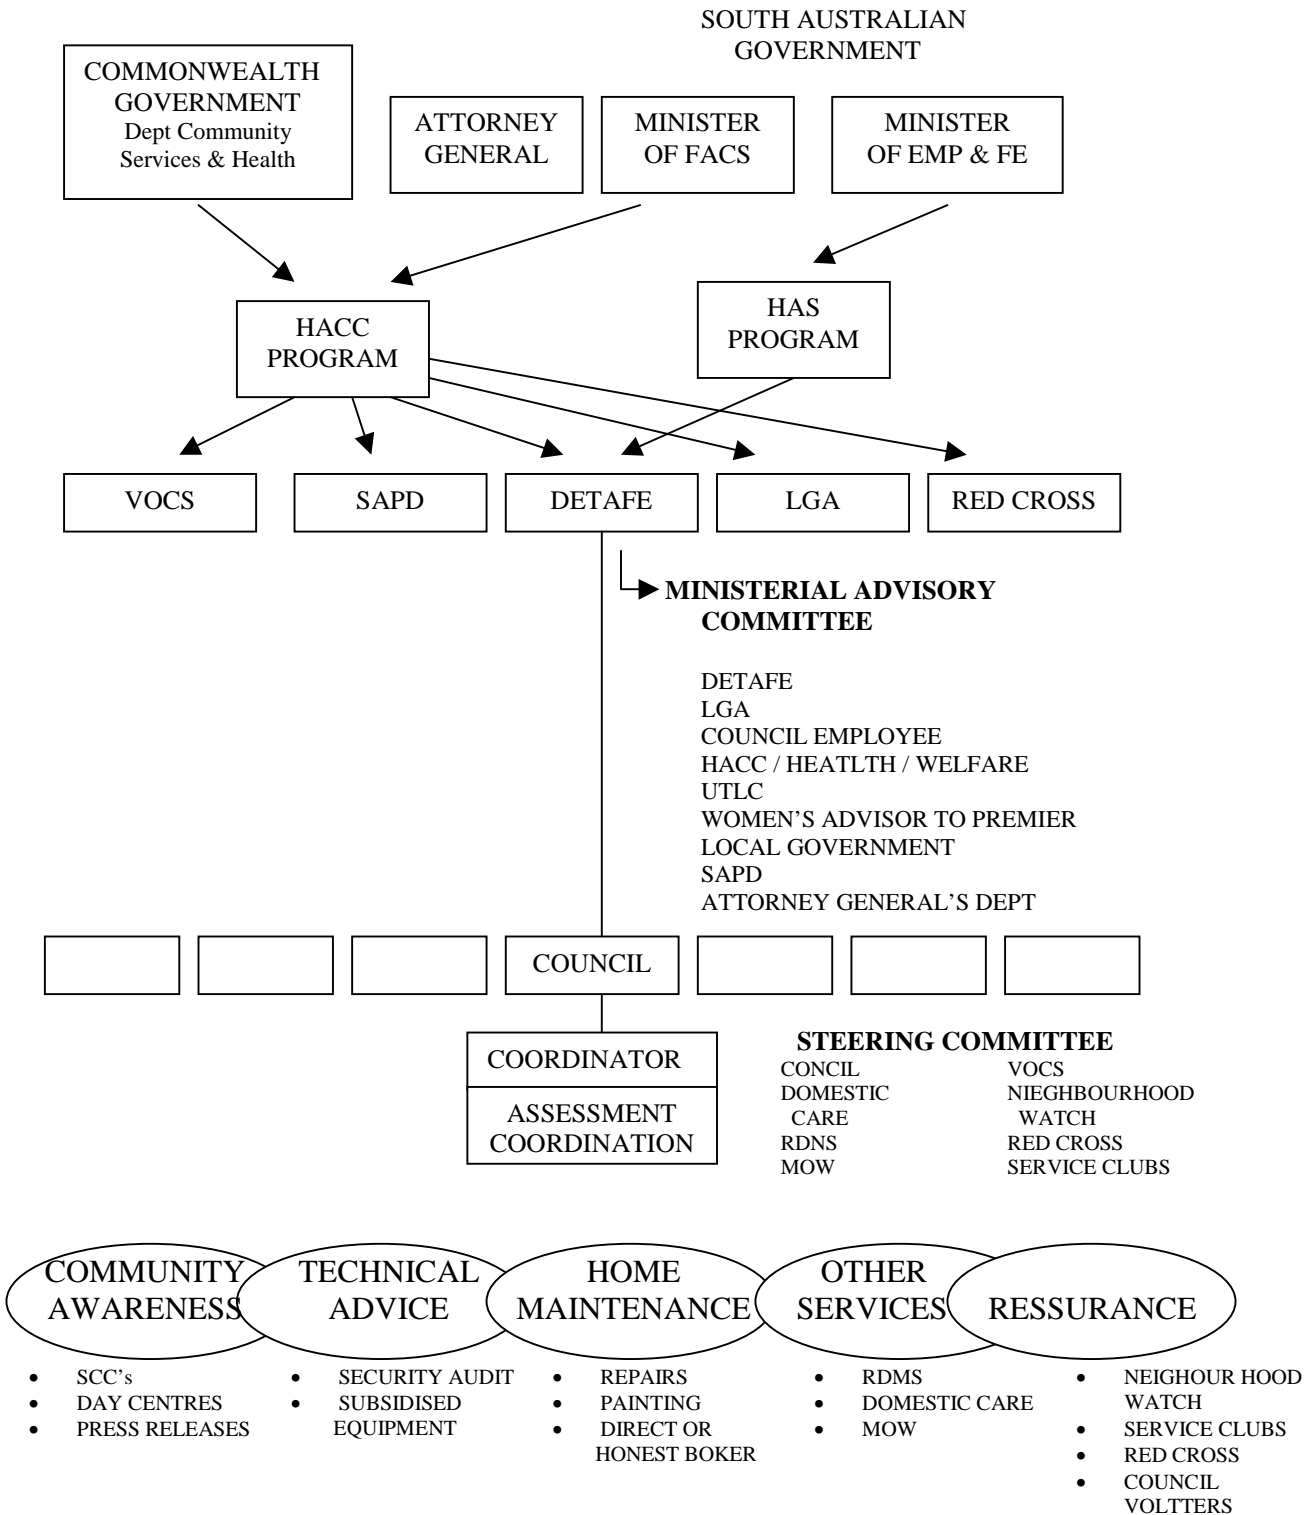 SOUTH AUSTRALIAN
GOVERNMENT
COMMONWEALTH
GOVERNMENT
Dept Community
Services & Health
ATTORNEY
GENERAL
MINISTER
OF FACS
MINISTER
OF EMP & FE
HACC
PROGRAM
HAS
PROGRAM
VOCS
SAPD
DETAFE
LGA
RED CROSS
MINISTERIAL ADVISORY
COMMITTEE
DETAFE
LGA
COUNCIL EMPLOYEE
HACC / HEATLTH / WELFARE
UTLC
WOMEN'S ADVISOR TO PREMIER
LOCAL GOVERNMENT
SAPD
ATTORNEY GENERAL'S DEPT
COUNCIL
COORDINATOR
ASSESSMENT
COORDINATION
STEERING COMMITTEE
CONCIL
DOMESTIC
CARE
RDNS
MOW
VOCS
NIEGHBOURHOOD
WATCH
RED CROSS
SERVICE CLUBS
COMMUNITY
AWARENESS
• SCC's
• DAY CENTRES
• PRESS RELEASES
TECHNICAL
ADVICE
• SECURITY AUDIT
• SUBSIDISED
EQUIPMENT
HOME
MAINTENANCE
• REPAIRS
• PAINTING
• DIRECT OR
HONEST BOKER
OTHER
SERVICES
• RDMS
• DOMESTIC CARE
• MOW
RESSURANCE
• NEIGHOUR HOOD
WATCH
• SERVICE CLUBS
• RED CROSS
• COUNCIL
VOLTTERS